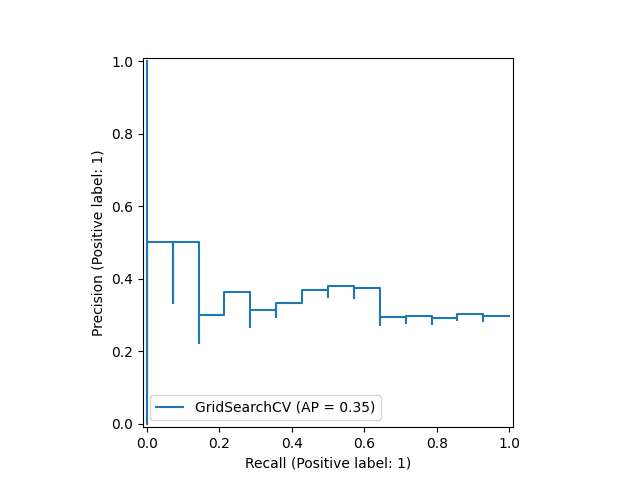 1.0
0.8
0.6
0.4
0.2
0.0
Precision (Positive label: 1)
GridSearchCV (AP = 0.35)
0.0 0.2 0.4 0.6 0.8 1.0
Recall (Positive label: 1)